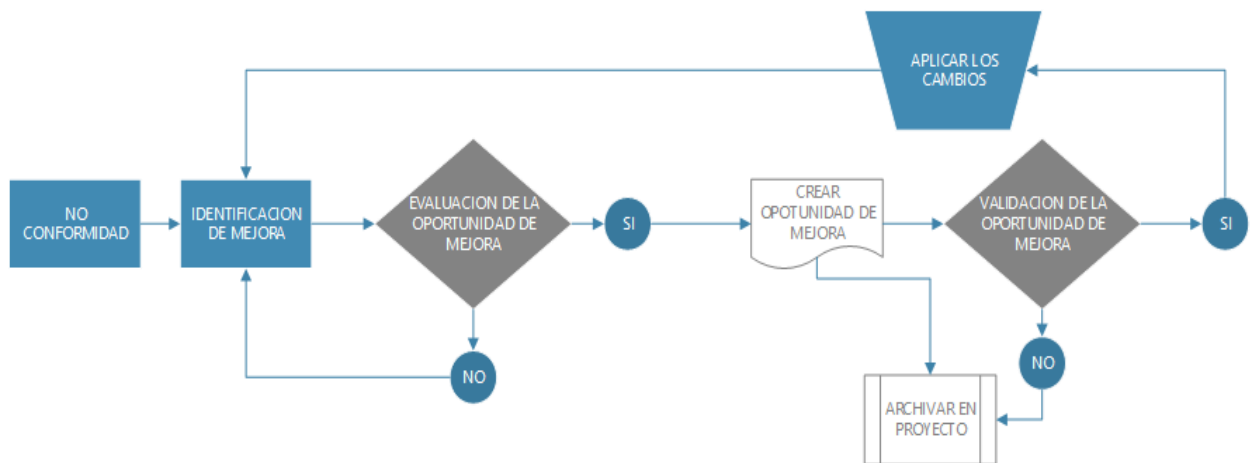 APLICAR LOS
CAMBIOS
NO
CONFORMIDAD
IDENTIFICACION
DE MEJORA
EVALUACION DE LA
OPORTUNIDAD DE
MEJORA
SI
CREAR
OPOTUNIDAD DE
MEJORA
VALIDACION DE LA
OPORTUNIDAD DE
MEJORA
SI
NO
NO
ARCHIVAR EN
PROYECTO